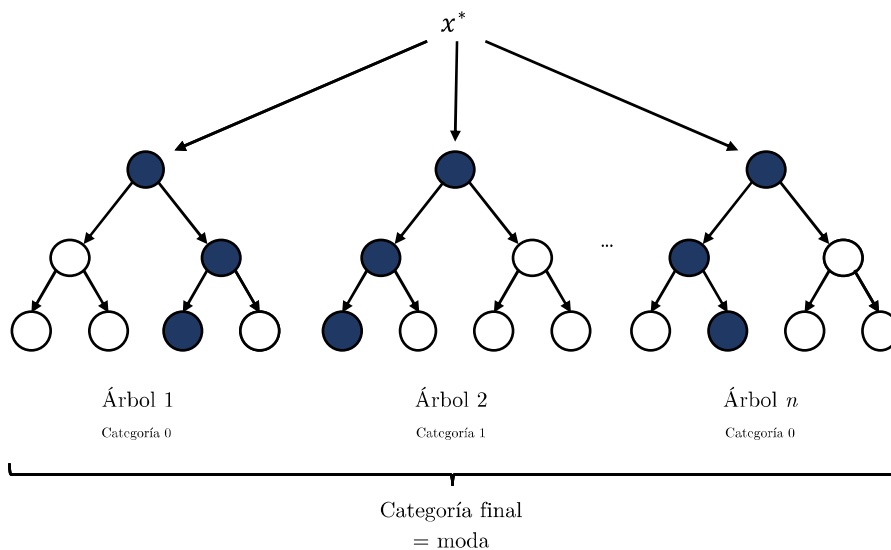 x*
...
Árbol 1
Árbol 2
Árbol n
Categoría 0
Categoría 1
Categoría 0
Categoría final
= moda